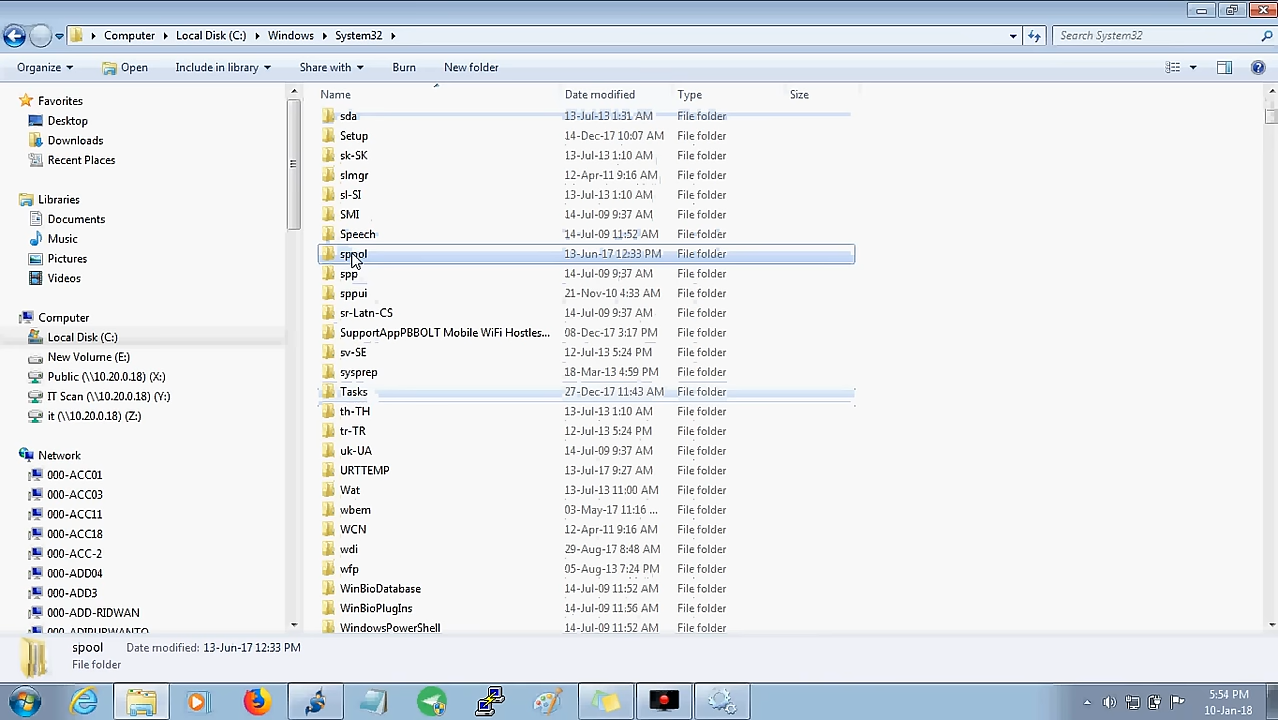 Computer Local Disk (C:) Windows System32 Search System32
Organize Open Include in library Share with Burn New folder
Favorites
Desktop
Downloads
Recent Places
Libraries
Documents
Music
Pictures
Videos
Computer
Local Disk (C:)
New Volume (E:)
Public (\\10.20.0.18) (X:)
IT Scan (\\10.20.0.18) (Y:)
it (\\10.20.0.18) (Z:)
Network
000-ACC01
000-ACC03
000-ACC11
000-ACC18
000-ACC-2
000-ADD04
000-ADD3
000-ADD-RIDWAN
000-ADIPURWANTO
Name Date modified Type Size
sda 13-Jul-13 1:31 AM File folder
Setup 14-Dec-17 10:07 AM File folder
sk-SK 13-Jul-13 1:10 AM File folder
slmgr 12-Apr-11 9:16 AM File folder
sl-SI 13-Jul-13 1:10 AM File folder
SMI 14-Jul-09 9:37 AM File folder
Speech 14-Jul-09 11:52 AM File folder
spool 13-Jun-17 12:33 PM File folder
spp 14-Jul-09 9:37 AM File folder
sppui 21-Nov-10 4:33 AM File folder
sr-Latn-CS 14-Jul-09 9:37 AM File folder
SupportAppPBBOLT Mobile WiFi Hostles... 08-Dec-17 3:17 PM File folder
sv-SE 12-Jul-13 5:24 PM File folder
sysprep 18-Mar-13 4:59 PM File folder
Tasks 27-Dec-17 11:43 AM File folder
th-TH 13-Jul-13 1:10 AM File folder
tr-TR 12-Jul-13 5:24 PM File folder
uk-UA 14-Jul-09 9:37 AM File folder
URTTEMP 13-Jul-17 9:27 AM File folder
Wat 13-Jul-13 11:00 AM File folder
wbem 03-May-17 11:16 ... File folder
WCN 12-Apr-11 9:16 AM File folder
wdi 29-Aug-17 8:48 AM File folder
wfp 05-Aug-13 7:24 PM File folder
WinBioDatabase 14-Jul-09 11:52 AM File folder
WinBioPlugIns 14-Jul-09 11:56 AM File folder
WindowsPowerShell 14-Jul-09 11:52 AM File folder
spool Date modified: 13-Jun-17 12:33 PM
File folder
5:54 PM
10-Jan-18